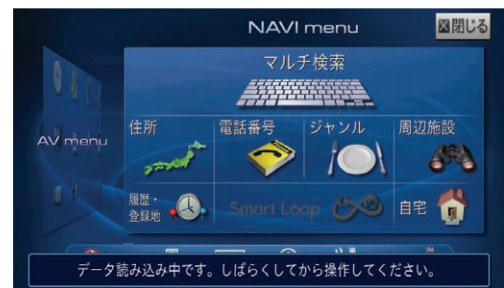 NAVI menu
閉じる
マルチ検索
AV menu
住所
電話番号
ジャンル
周辺施設
履歴・
登録地
Smart Loop
自宅
データ読み込み中です。しばらくしてから操作してください。